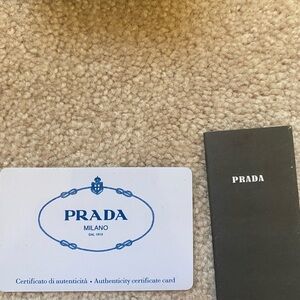 PRADA
MILANO
DAL 1913
Certificato di autenticità • Authenticity certificate card
PRADA